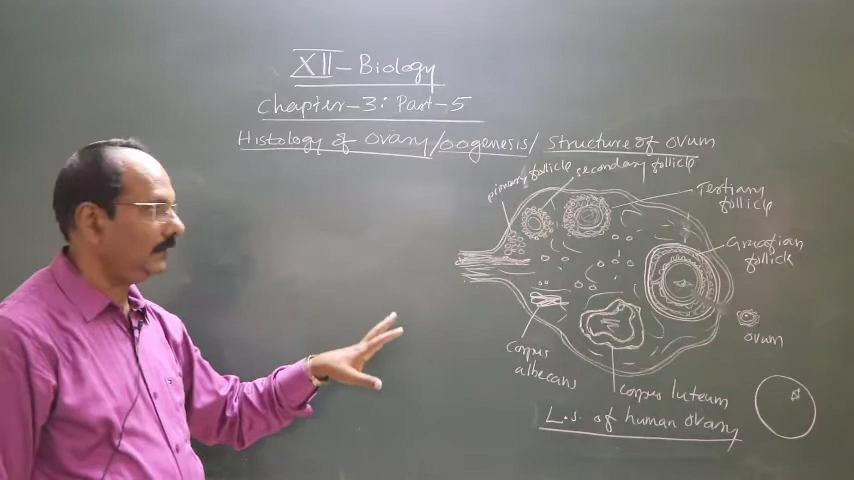 XII - Biology
Chapter-3: Part-5
Histology of Ovary/oogenesis/ Structure of ovum
primary follicle
secondary follicle
Tertiary
follicle
Graafian
follicle
ovum
Corpus
albecans
corpus luteum
L.S of human Ovary